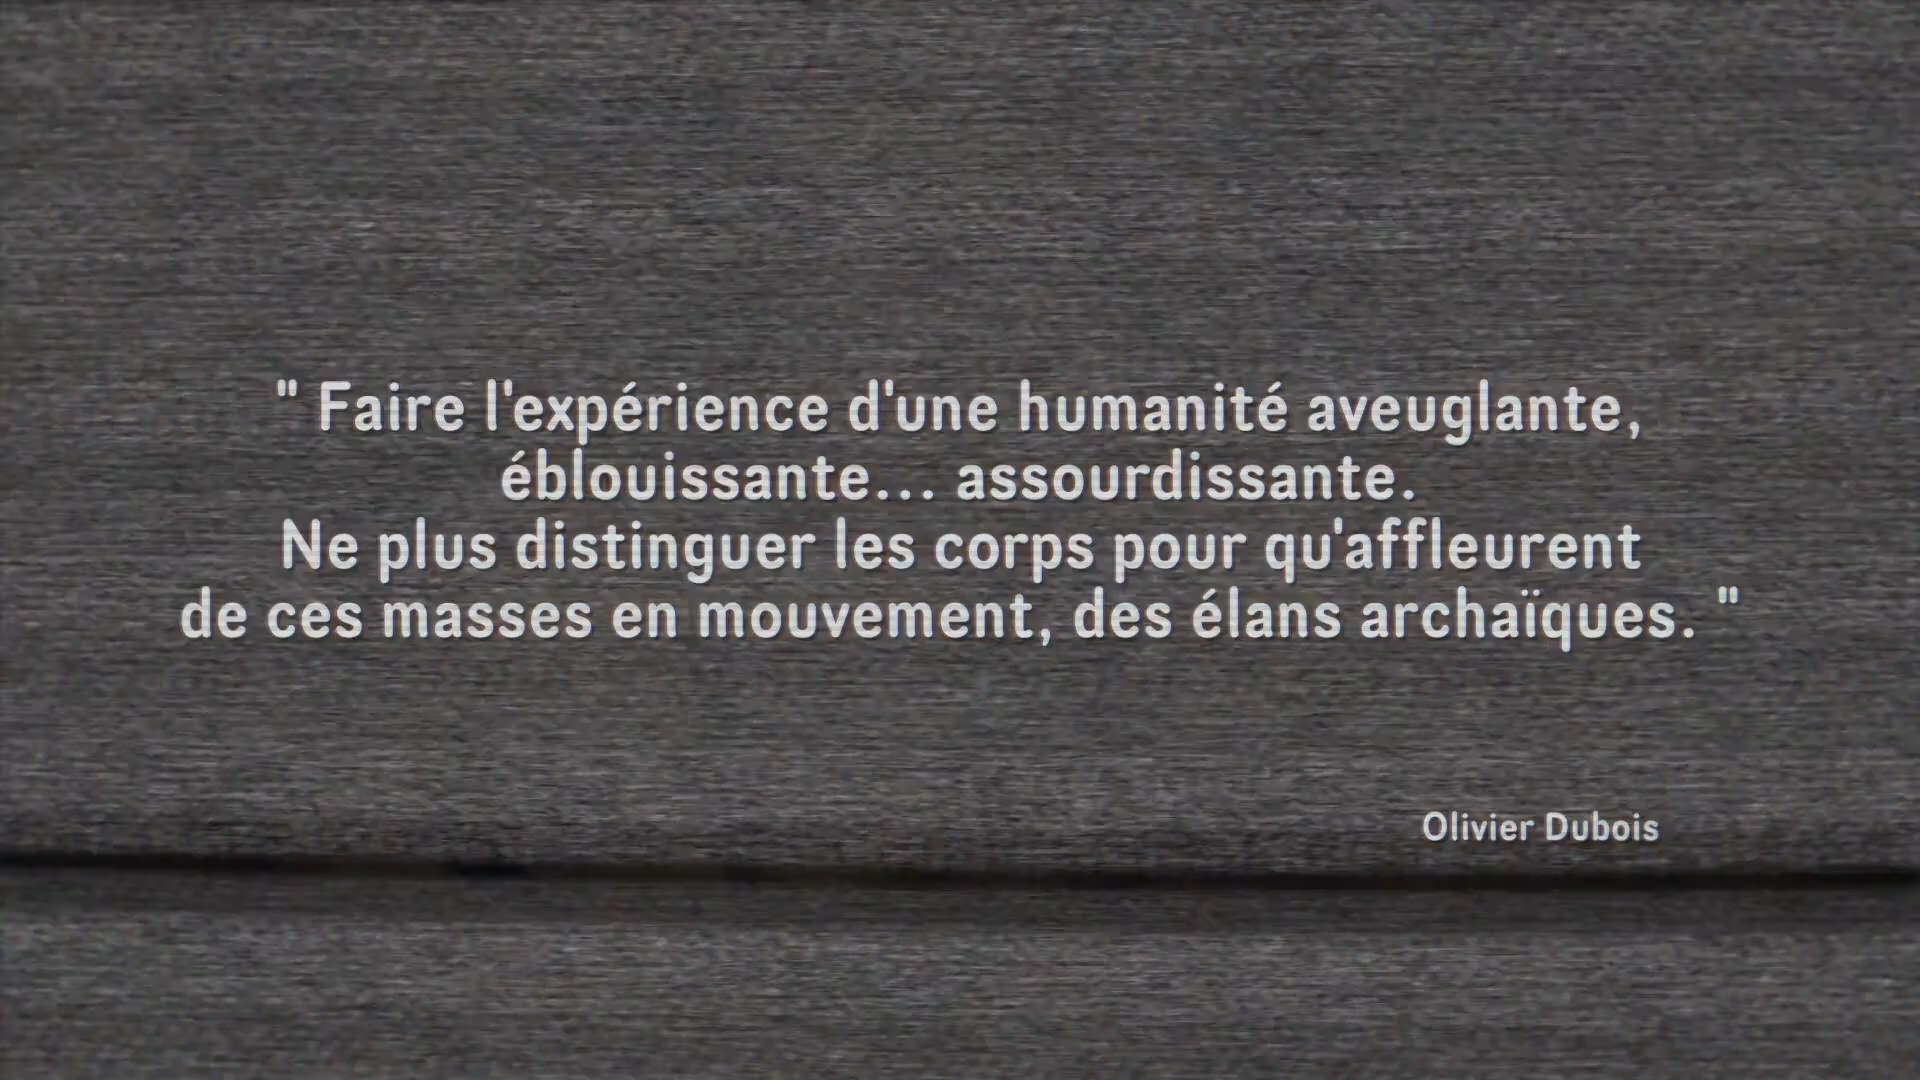 " Faire l'expérience d'une humanité aveuglante,
éblouissante... assourdissante.
Ne plus distinguer les corps pour qu'affleurent
de ces masses en mouvement, des élans archaïques. "
Olivier Dubois